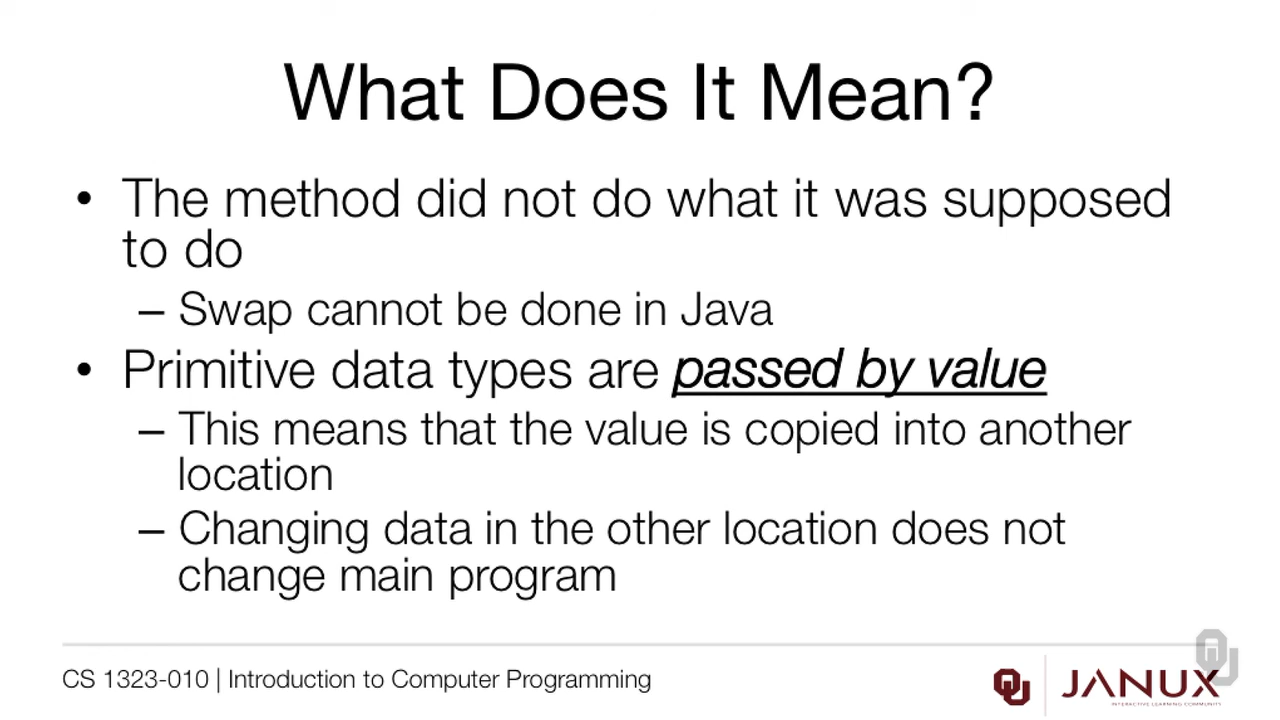 What Does It Mean?
• The method did not do what it was supposed
to do
– Swap cannot be done in Java
• Primitive data types are passed by value
– This means that the value is copied into another
location
– Changing data in the other location does not
change main program
CS 1323-010 | Introduction to Computer Programming
OU
JANUX
INTERACTIVE LEARNING COMMUNITY
OU